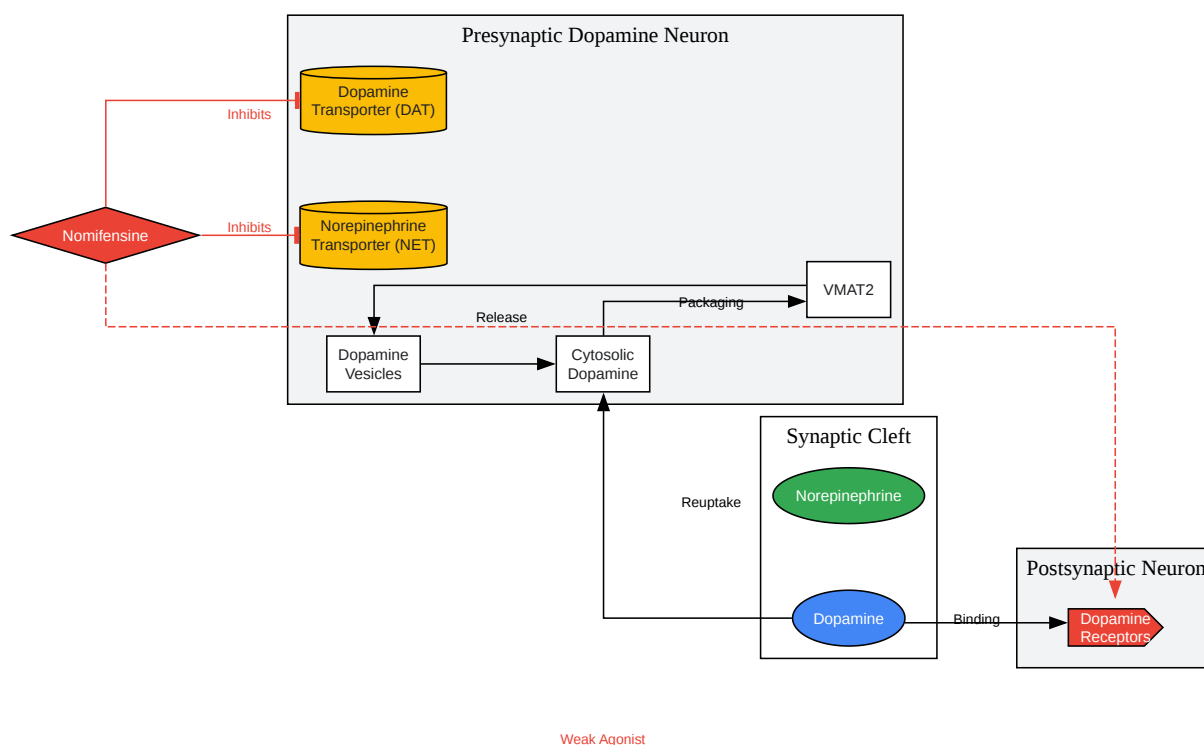 Presynaptic Dopamine Neuron
Dopamine
Transporter (DAT)
Inhibits
Nomifensine
Inhibits
Norepinephrine
Transporter (NET)
VMAT2
Packaging
Release
Dopamine
Vesicles
Cytosolic
Dopamine
Synaptic Cleft
Norepinephrine
Reuptake
Postsynaptic Neuron
Dopamine
Binding
Dopamine
Receptors
Weak Agonist